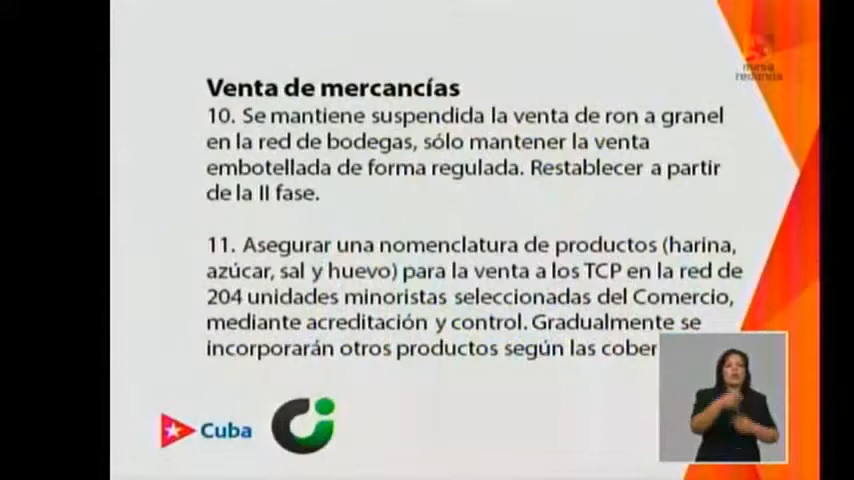 mesa
redonda
Venta de mercancías
10. Se mantiene suspendida la venta de ron a granel
en la red de bodegas, sólo mantener la venta
embotellada de forma regulada. Restablecer a partir
de la II fase.
11. Asegurar una nomenclatura de productos (harina,
azúcar, sal y huevo) para la venta a los TCP en la red de
204 unidades minoristas seleccionadas del Comercio,
mediante acreditación y control. Gradualmente se
incorporarán otros productos según las cober
Cuba